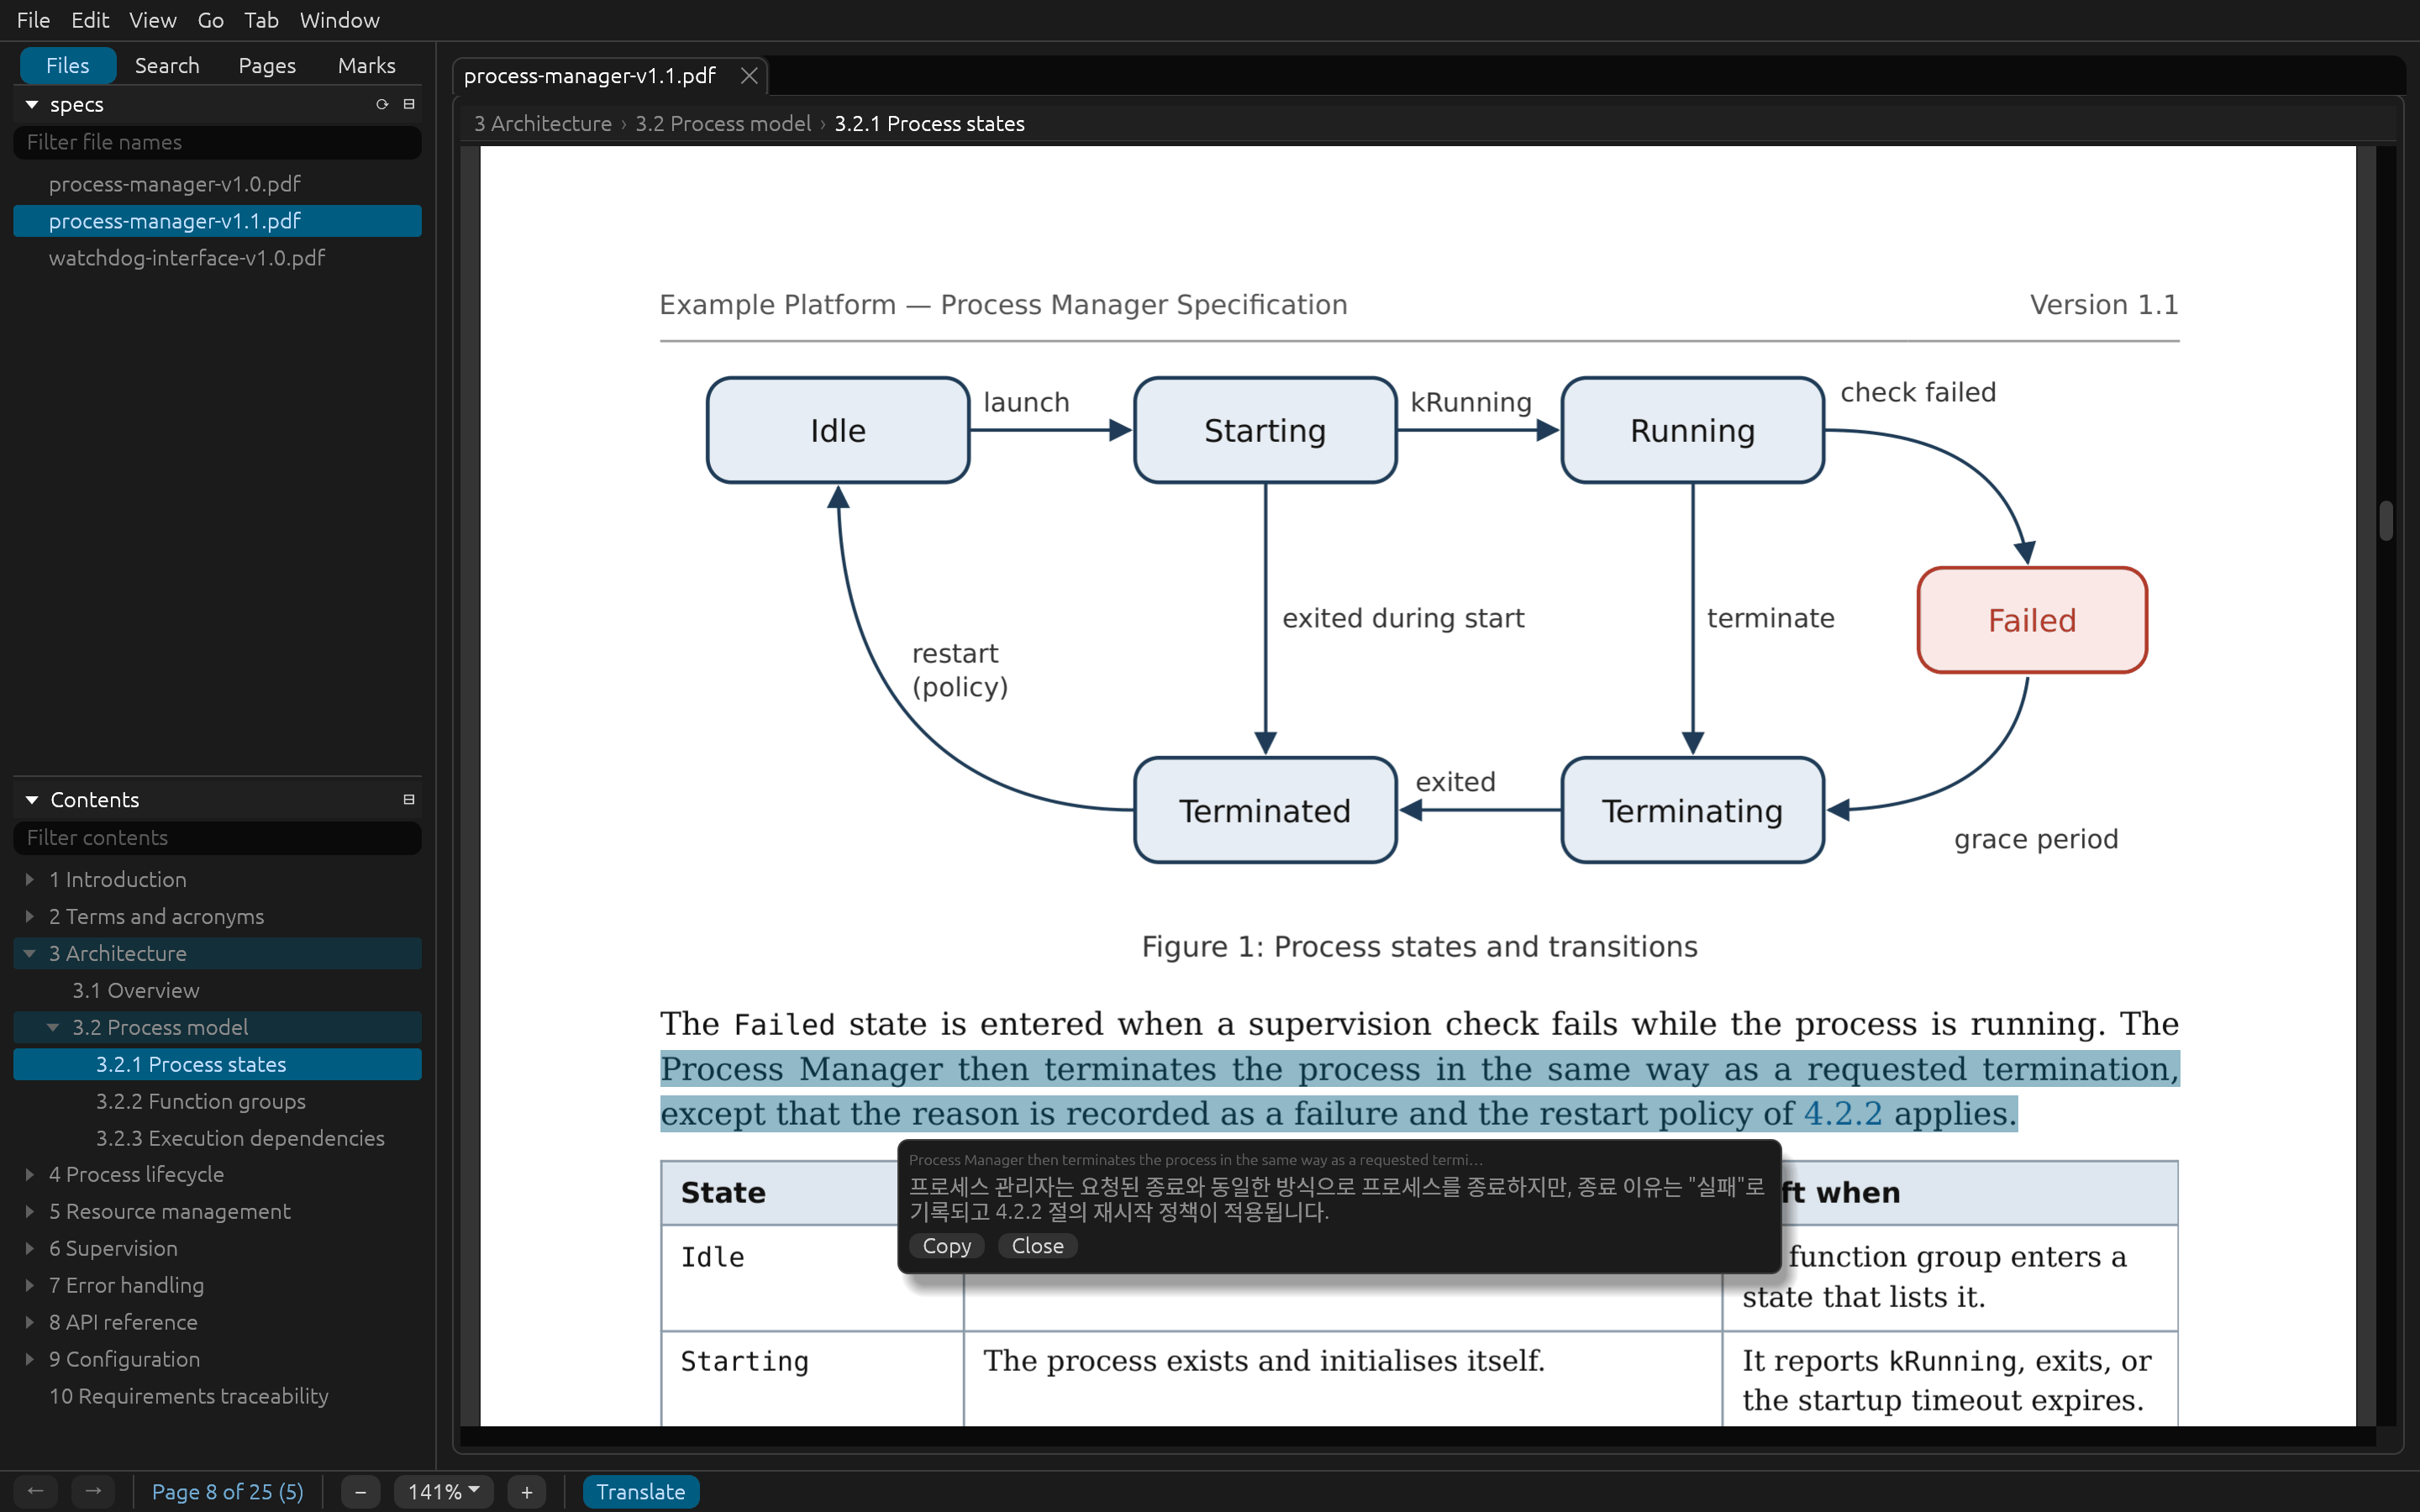 File Edit View Go Tab Window
Files Search Pages Marks
specs
Filter file names
process-manager-v1.0.pdf
process-manager-v1.1.pdf
watchdog-interface-v1.0.pdf
Contents
Filter contents
1 Introduction
2 Terms and acronyms
3 Architecture
3.1 Overview
3.2 Process model
3.2.1 Process states
3.2.2 Function groups
3.2.3 Execution dependencies
4 Process lifecycle
5 Resource management
6 Supervision
7 Error handling
8 API reference
9 Configuration
10 Requirements traceability
process-manager-v1.1.pdf
3 Architecture › 3.2 Process model › 3.2.1 Process states
Example Platform — Process Manager Specification Version 1.1
Idle launch Starting kRunning Running check failed
exited during start terminate Failed
restart
(policy)
Terminated exited Terminating
grace period
Figure 1: Process states and transitions
The Failed state is entered when a supervision check fails while the process is running. The
Process Manager then terminates the process in the same way as a requested termination,
except that the reason is recorded as a failure and the restart policy of 4.2.2 applies.
Process Manager then terminates the process in the same way as a requested termi…
프로세스 관리자는 요청된 종료와 동일한 방식으로 프로세스를 종료하지만, 종료 이유는 "실패"로
기록되고 4.2.2 절의 재시작 정책이 적용됩니다.
Copy Close
State ft when
Idle function group enters a
state that lists it.
Starting The process exists and initialises itself. It reports kRunning, exits, or
the startup timeout expires.
← → Page 8 of 25 (5) − 141% + Translate